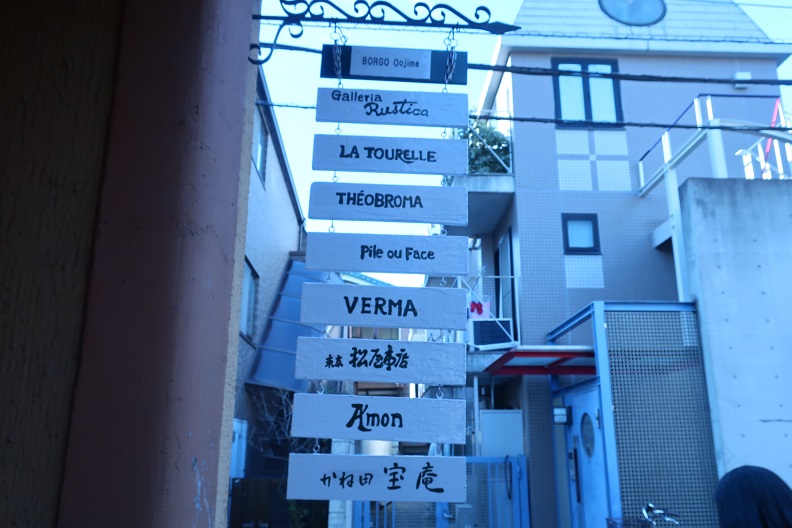 BORGO Oojime
Galleria
Rustica
LA TOURELLE
THÉOBROMA
Pile ou Face
VERMA
東京 松屋本店
Amon
かね田 宝庵